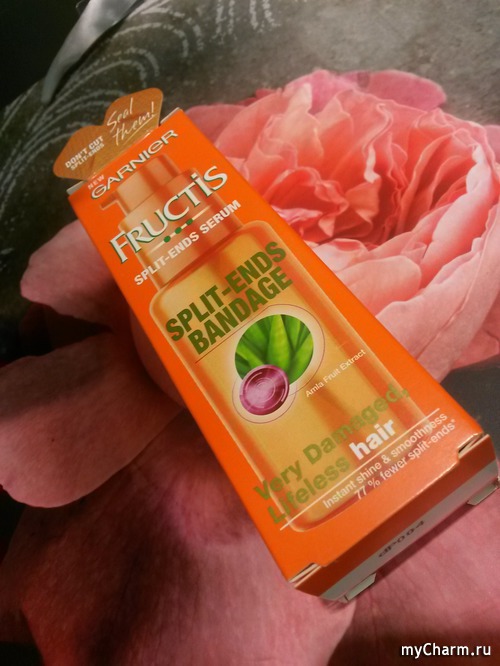 DON'T CUT
SPLIT-ENDS
Seal
Them!
NEW
GARNIER
FRUCTIS
SPLIT-ENDS SERUM
SPLIT-ENDS
BANDAGE
Amla Fruit Extract
Very Damaged,
Lifeless hair
Instant shine & smoothness
77 % fewer split-ends*
myCharm.ru